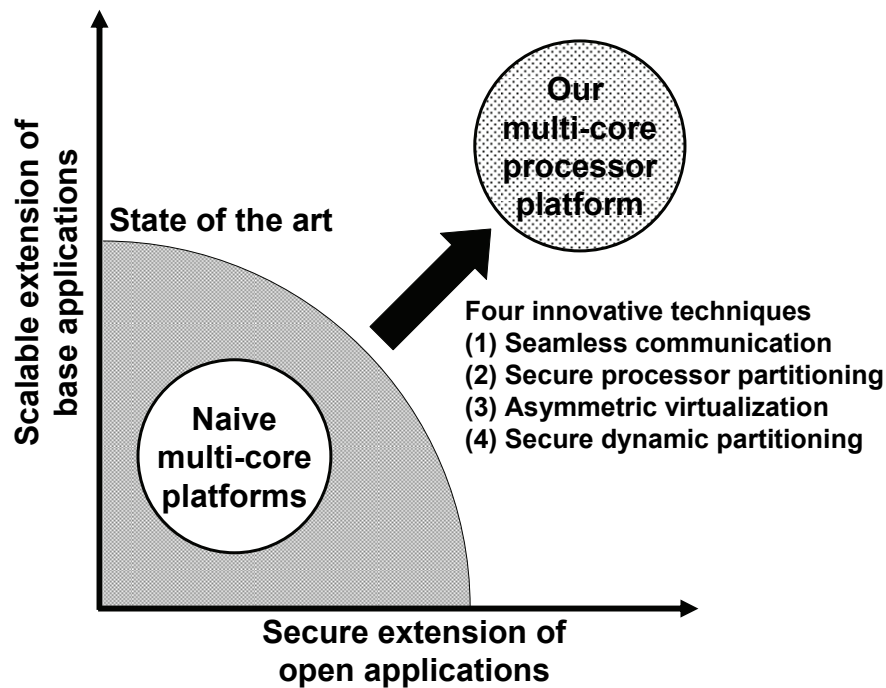 Our
multi-core
processor
platform
Scalable extension of
base applications
State of the art
Four innovative techniques
(1) Seamless communication
(2) Secure processor partitioning
(3) Asymmetric virtualization
(4) Secure dynamic partitioning
Naive
multi-core
platforms
Secure extension of
open applications